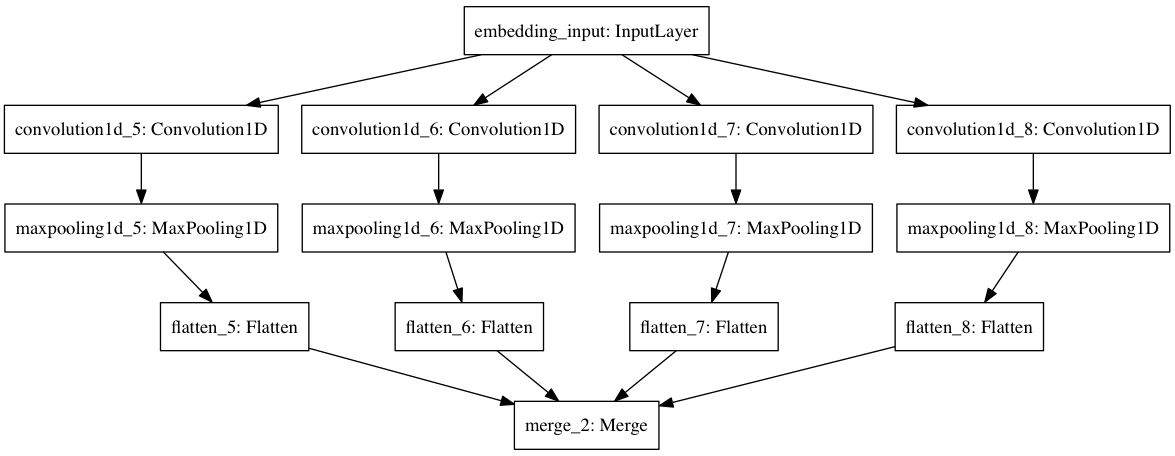 embedding_input: InputLayer
convolution1d_5: Convolution1D
convolution1d_6: Convolution1D
convolution1d_7: Convolution1D
convolution1d_8: Convolution1D
maxpooling1d_5: MaxPooling1D
maxpooling1d_6: MaxPooling1D
maxpooling1d_7: MaxPooling1D
maxpooling1d_8: MaxPooling1D
flatten_5: Flatten
flatten_6: Flatten
flatten_7: Flatten
flatten_8: Flatten
merge_2: Merge